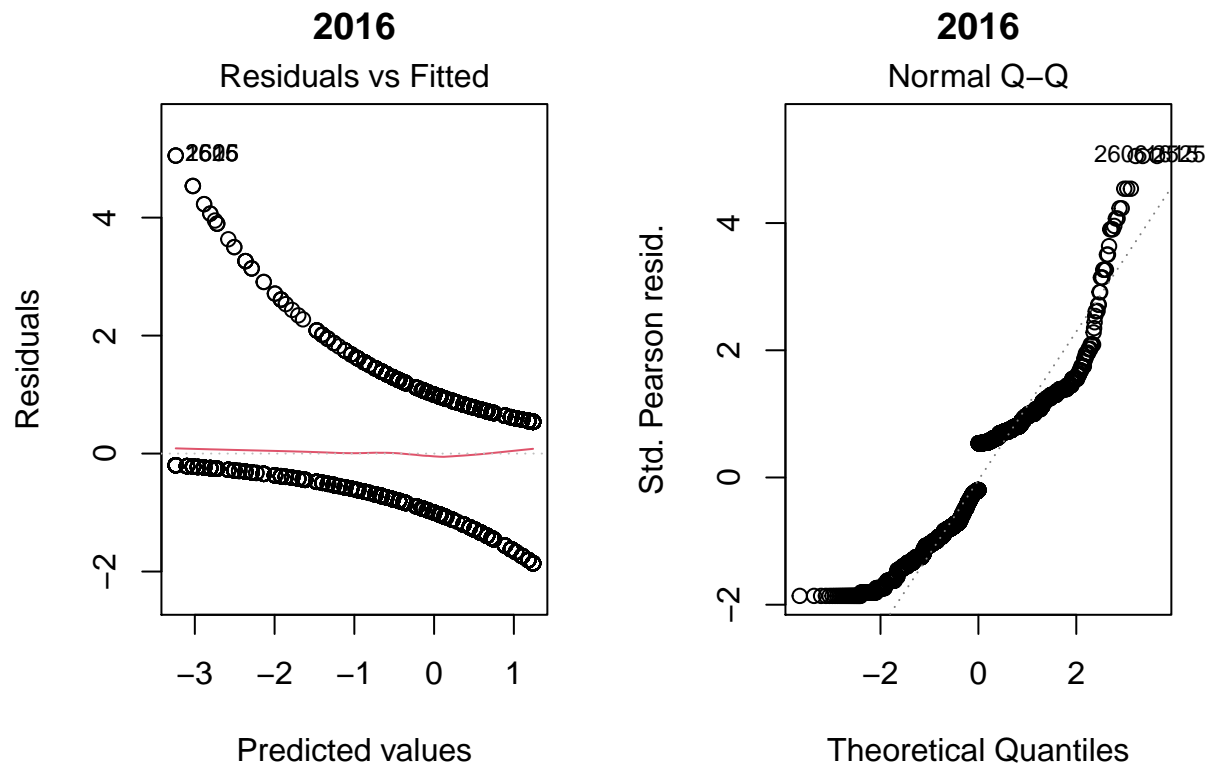 2016
Residuals vs Fitted
Residuals
4
2
0
−2
−3 −2 −1 0 1
Predicted values
2016
Normal Q−Q
Std. Pearson resid.
4
2
0
−2
−2 0 2
Theoretical Quantiles